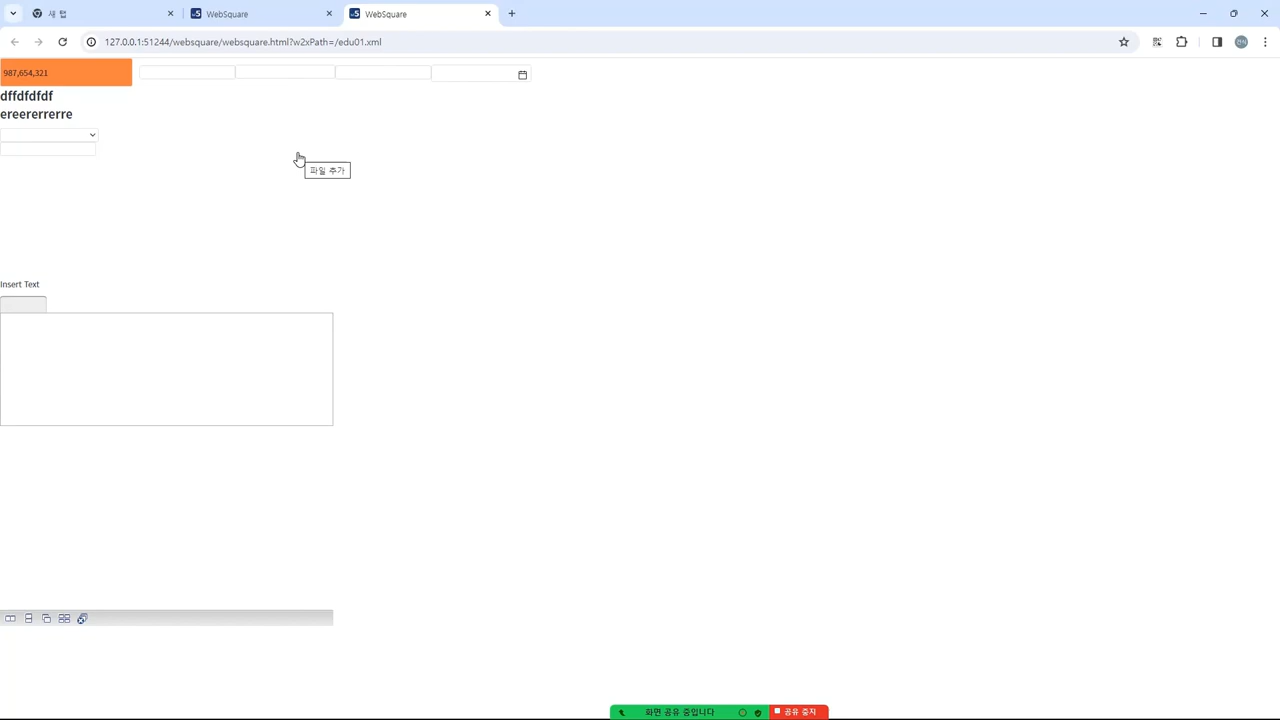 새 탭
WebSquare
WebSquare
127.0.0.1:51244/websquare/websquare.html?w2xPath=/edu01.xml
987,654,321
dffdfdfdf
ereererrerre
파일 추가
Insert Text
화면 공유 중입니다
공유 중지